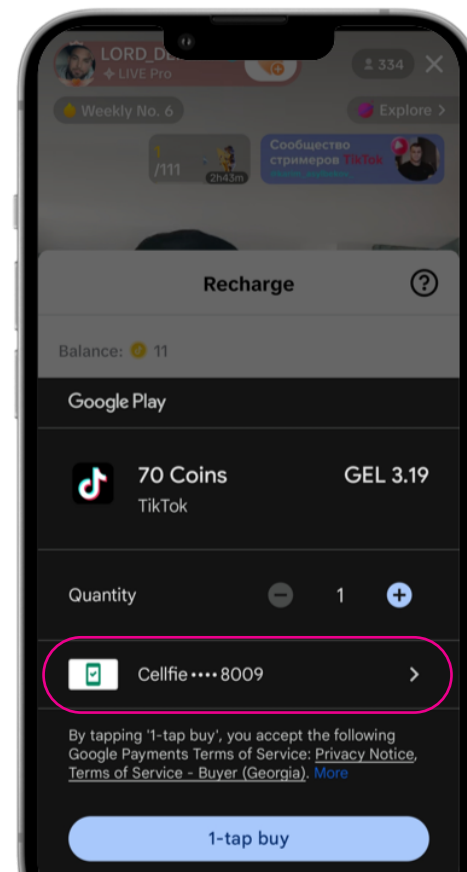 LORD_DE
LIVE Pro
334
Weekly No. 6
Explore >
1
/111
2h43m
Сообщество
стримеров TikTok
Recharge
Balance: 11
Google Play
70 Coins
GEL 3.19
TikTok
Quantity
1
Cellfie •••• 8009
By tapping '1-tap buy', you accept the following
Google Payments Terms of Service: Privacy Notice,
Terms of Service - Buyer (Georgia). More
1-tap buy